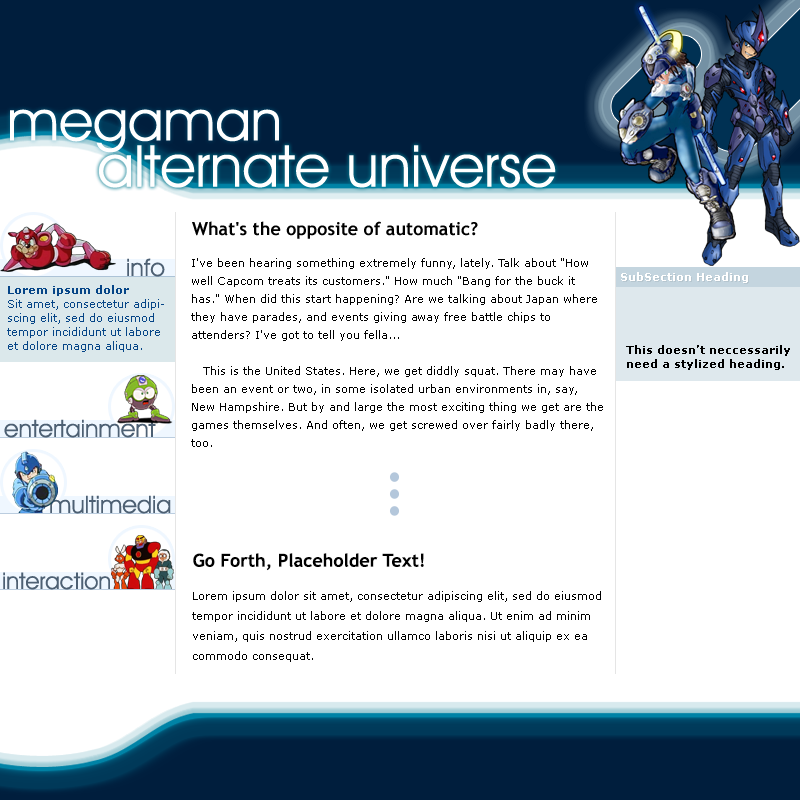 megaman
alternate universe
info
Lorem ipsum dolor
Sit amet, consectetur adipi-
scing elit, sed do eiusmod
tempor incididunt ut labore
et dolore magna aliqua.
entertainment
multimedia
interaction
What's the opposite of automatic?
I've been hearing something extremely funny, lately. Talk about "How
well Capcom treats its customers." How much "Bang for the buck it
has." When did this start happening? Are we talking about Japan where
they have parades, and events giving away free battle chips to
attenders? I've got to tell you fella...
This is the United States. Here, we get diddly squat. There may have
been an event or two, in some isolated urban environments in, say,
New Hampshire. But by and large the most exciting thing we get are the
games themselves. And often, we get screwed over fairly badly there,
too.
Go Forth, Placeholder Text!
Lorem ipsum dolor sit amet, consectetur adipiscing elit, sed do eiusmod
tempor incididunt ut labore et dolore magna aliqua. Ut enim ad minim
veniam, quis nostrud exercitation ullamco laboris nisi ut aliquip ex ea
commodo consequat.
SubSection Heading
This doesn't neccessarily
need a stylized heading.